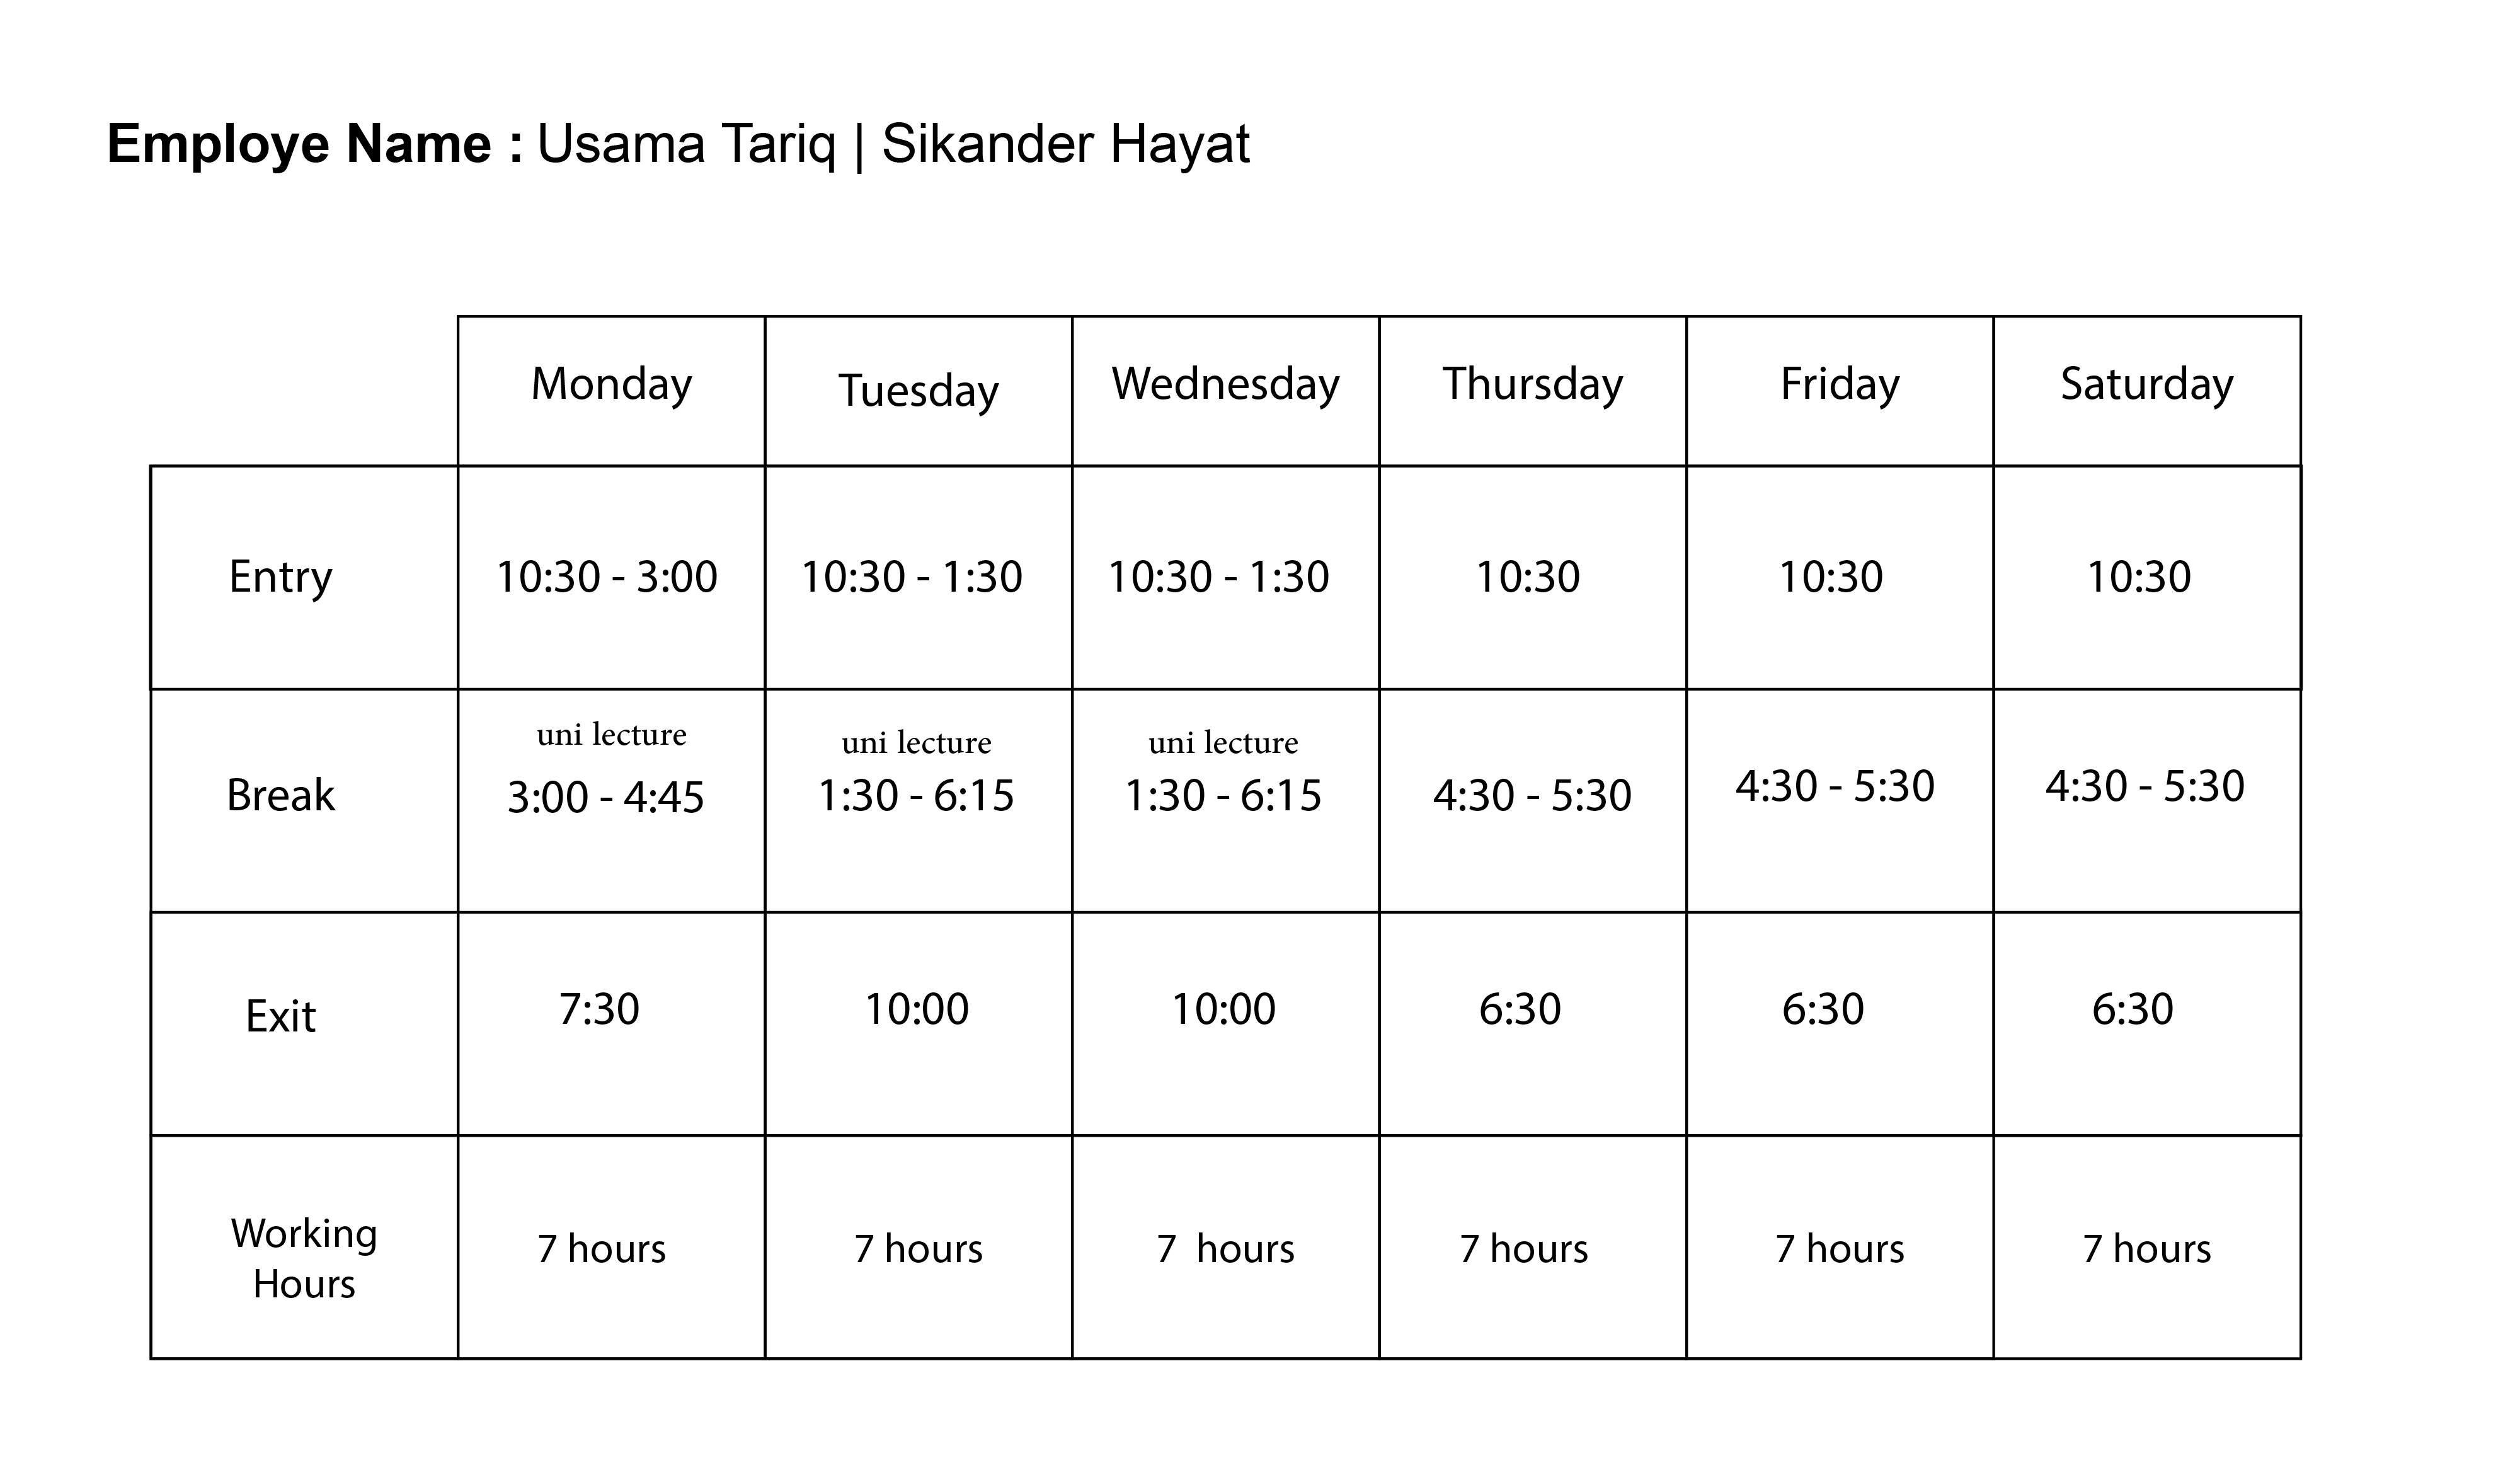 Employe Name : Usama Tariq | Sikander Hayat
Monday Tuesday Wednesday Thursday Friday Saturday
Entry 10:30 - 3:00 10:30 - 1:30 10:30 - 1:30 10:30 10:30 10:30
uni lecture uni lecture uni lecture
Break 3:00 - 4:45 1:30 - 6:15 1:30 - 6:15 4:30 - 5:30 4:30 - 5:30 4:30 - 5:30
Exit 7:30 10:00 10:00 6:30 6:30 6:30
Working
Hours 7 hours 7 hours 7 hours 7 hours 7 hours 7 hours